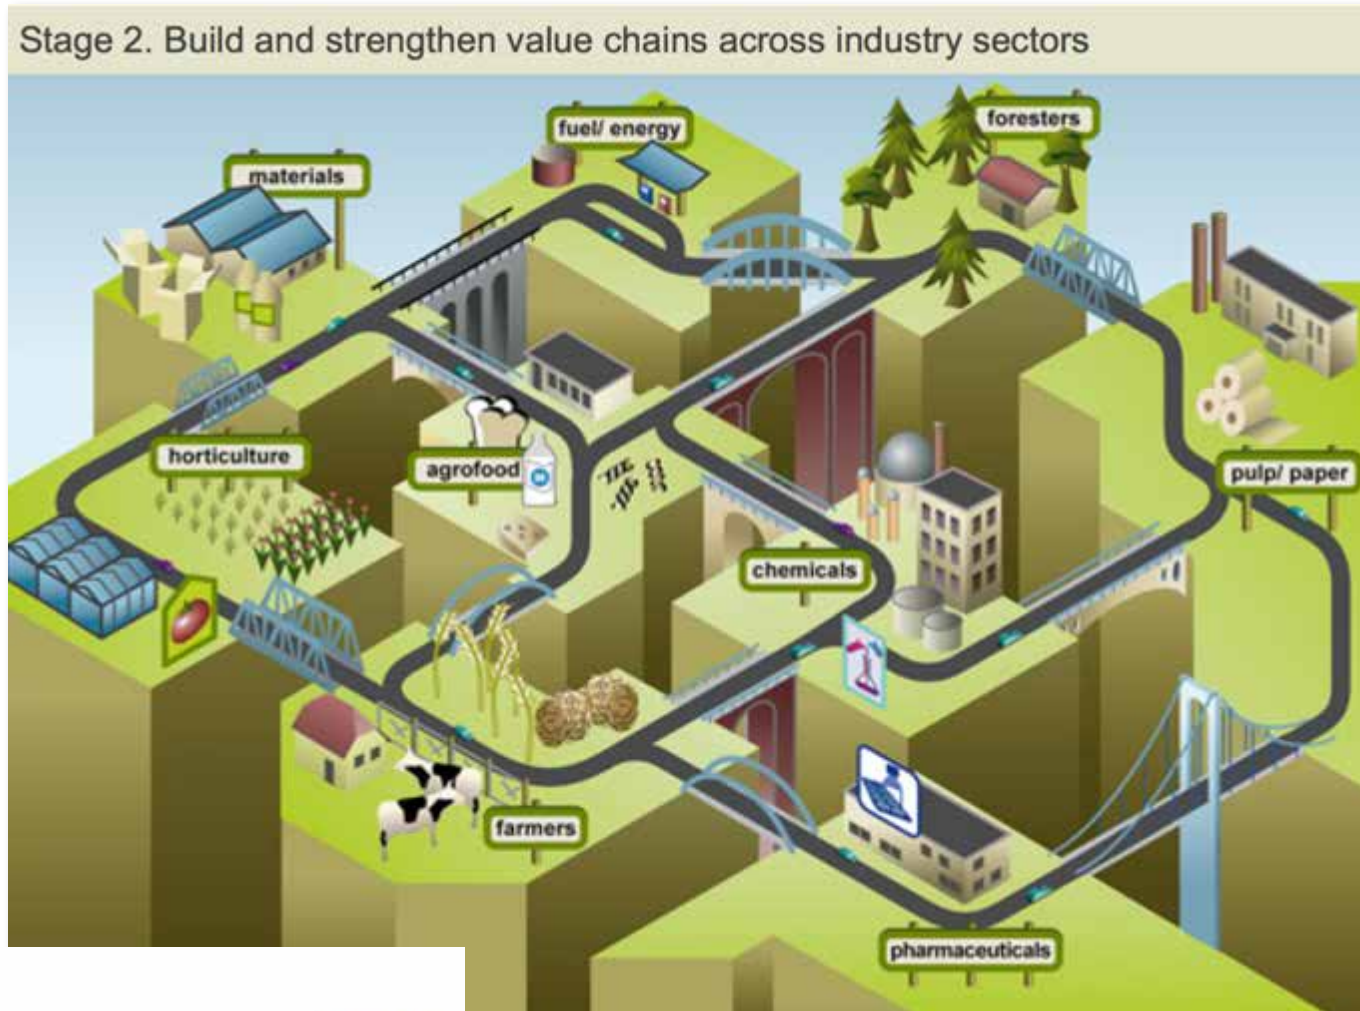 Stage 2. Build and strengthen value chains across industry sectors
fuel/ energy
foresters
materials
horticulture
agrofood
pulp/ paper
chemicals
farmers
pharmaceuticals